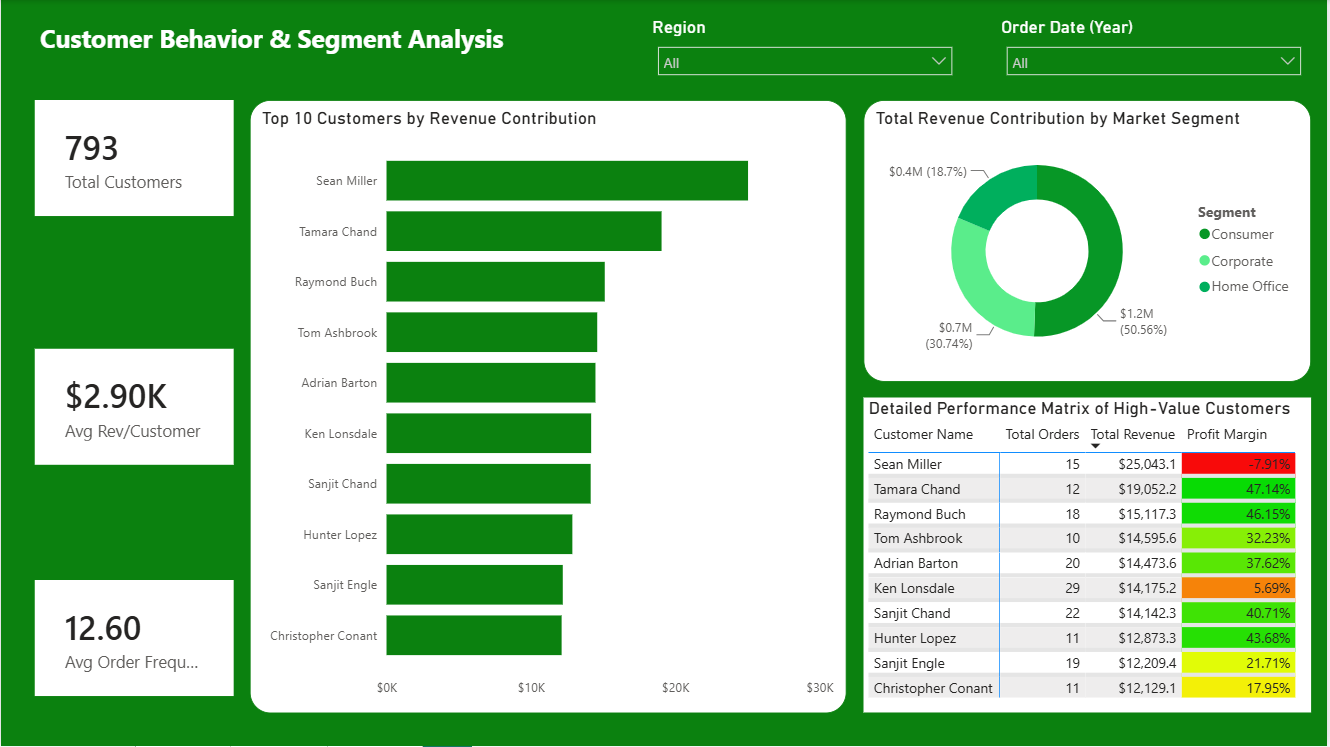 Customer Behavior & Segment Analysis
Region
All
Order Date (Year)
All
793
Total Customers
$2.90K
Avg Rev/Customer
12.60
Avg Order Frequ...
Top 10 Customers by Revenue Contribution
Sean Miller
Tamara Chand
Raymond Buch
Tom Ashbrook
Adrian Barton
Ken Lonsdale
Sanjit Chand
Hunter Lopez
Sanjit Engle
Christopher Conant
$0K $10K $20K $30K
Total Revenue Contribution by Market Segment
$0.4M (18.7%)
$0.7M
(30.74%)
$1.2M
(50.56%)
Segment
Consumer
Corporate
Home Office
Detailed Performance Matrix of High-Value Customers
Customer Name Total Orders Total Revenue Profit Margin
Sean Miller 15 $25,043.1 -7.91%
Tamara Chand 12 $19,052.2 47.14%
Raymond Buch 18 $15,117.3 46.15%
Tom Ashbrook 10 $14,595.6 32.23%
Adrian Barton 20 $14,473.6 37.62%
Ken Lonsdale 29 $14,175.2 5.69%
Sanjit Chand 22 $14,142.3 40.71%
Hunter Lopez 11 $12,873.3 43.68%
Sanjit Engle 19 $12,209.4 21.71%
Christopher Conant 11 $12,129.1 17.95%